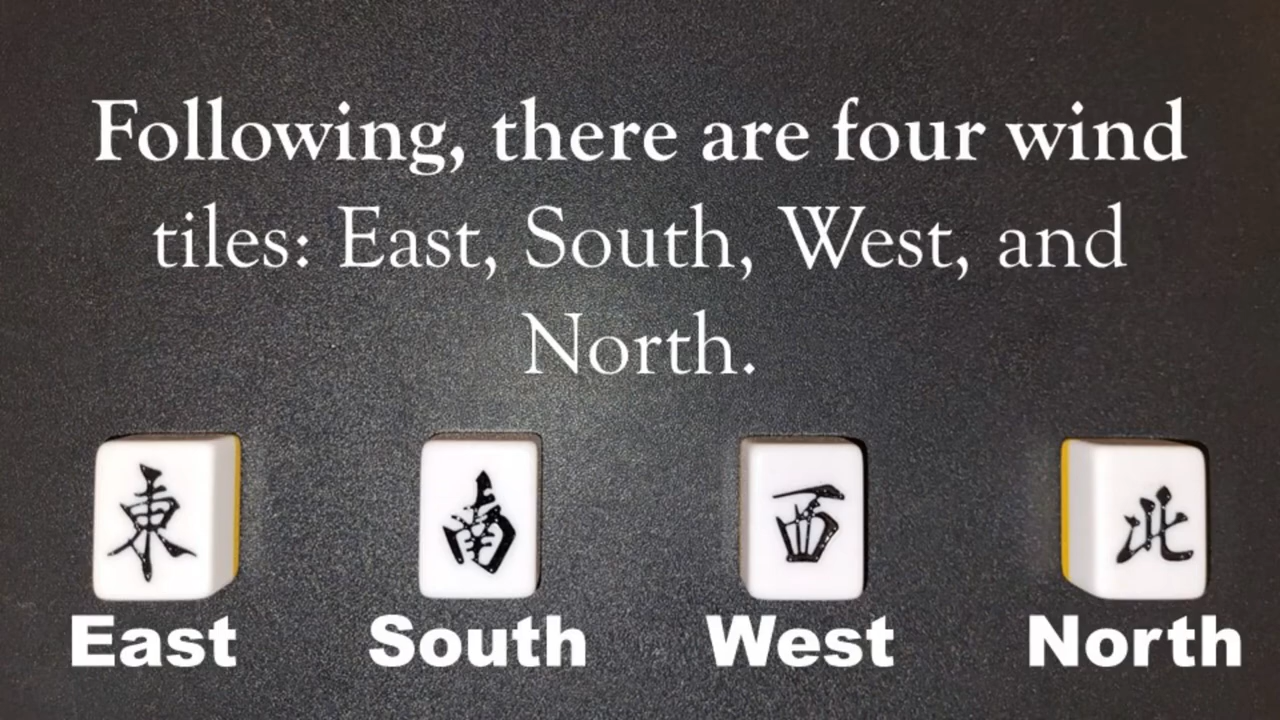 Following, there are four wind
tiles: East, South, West, and
North.
東 南 西 北
East South West North